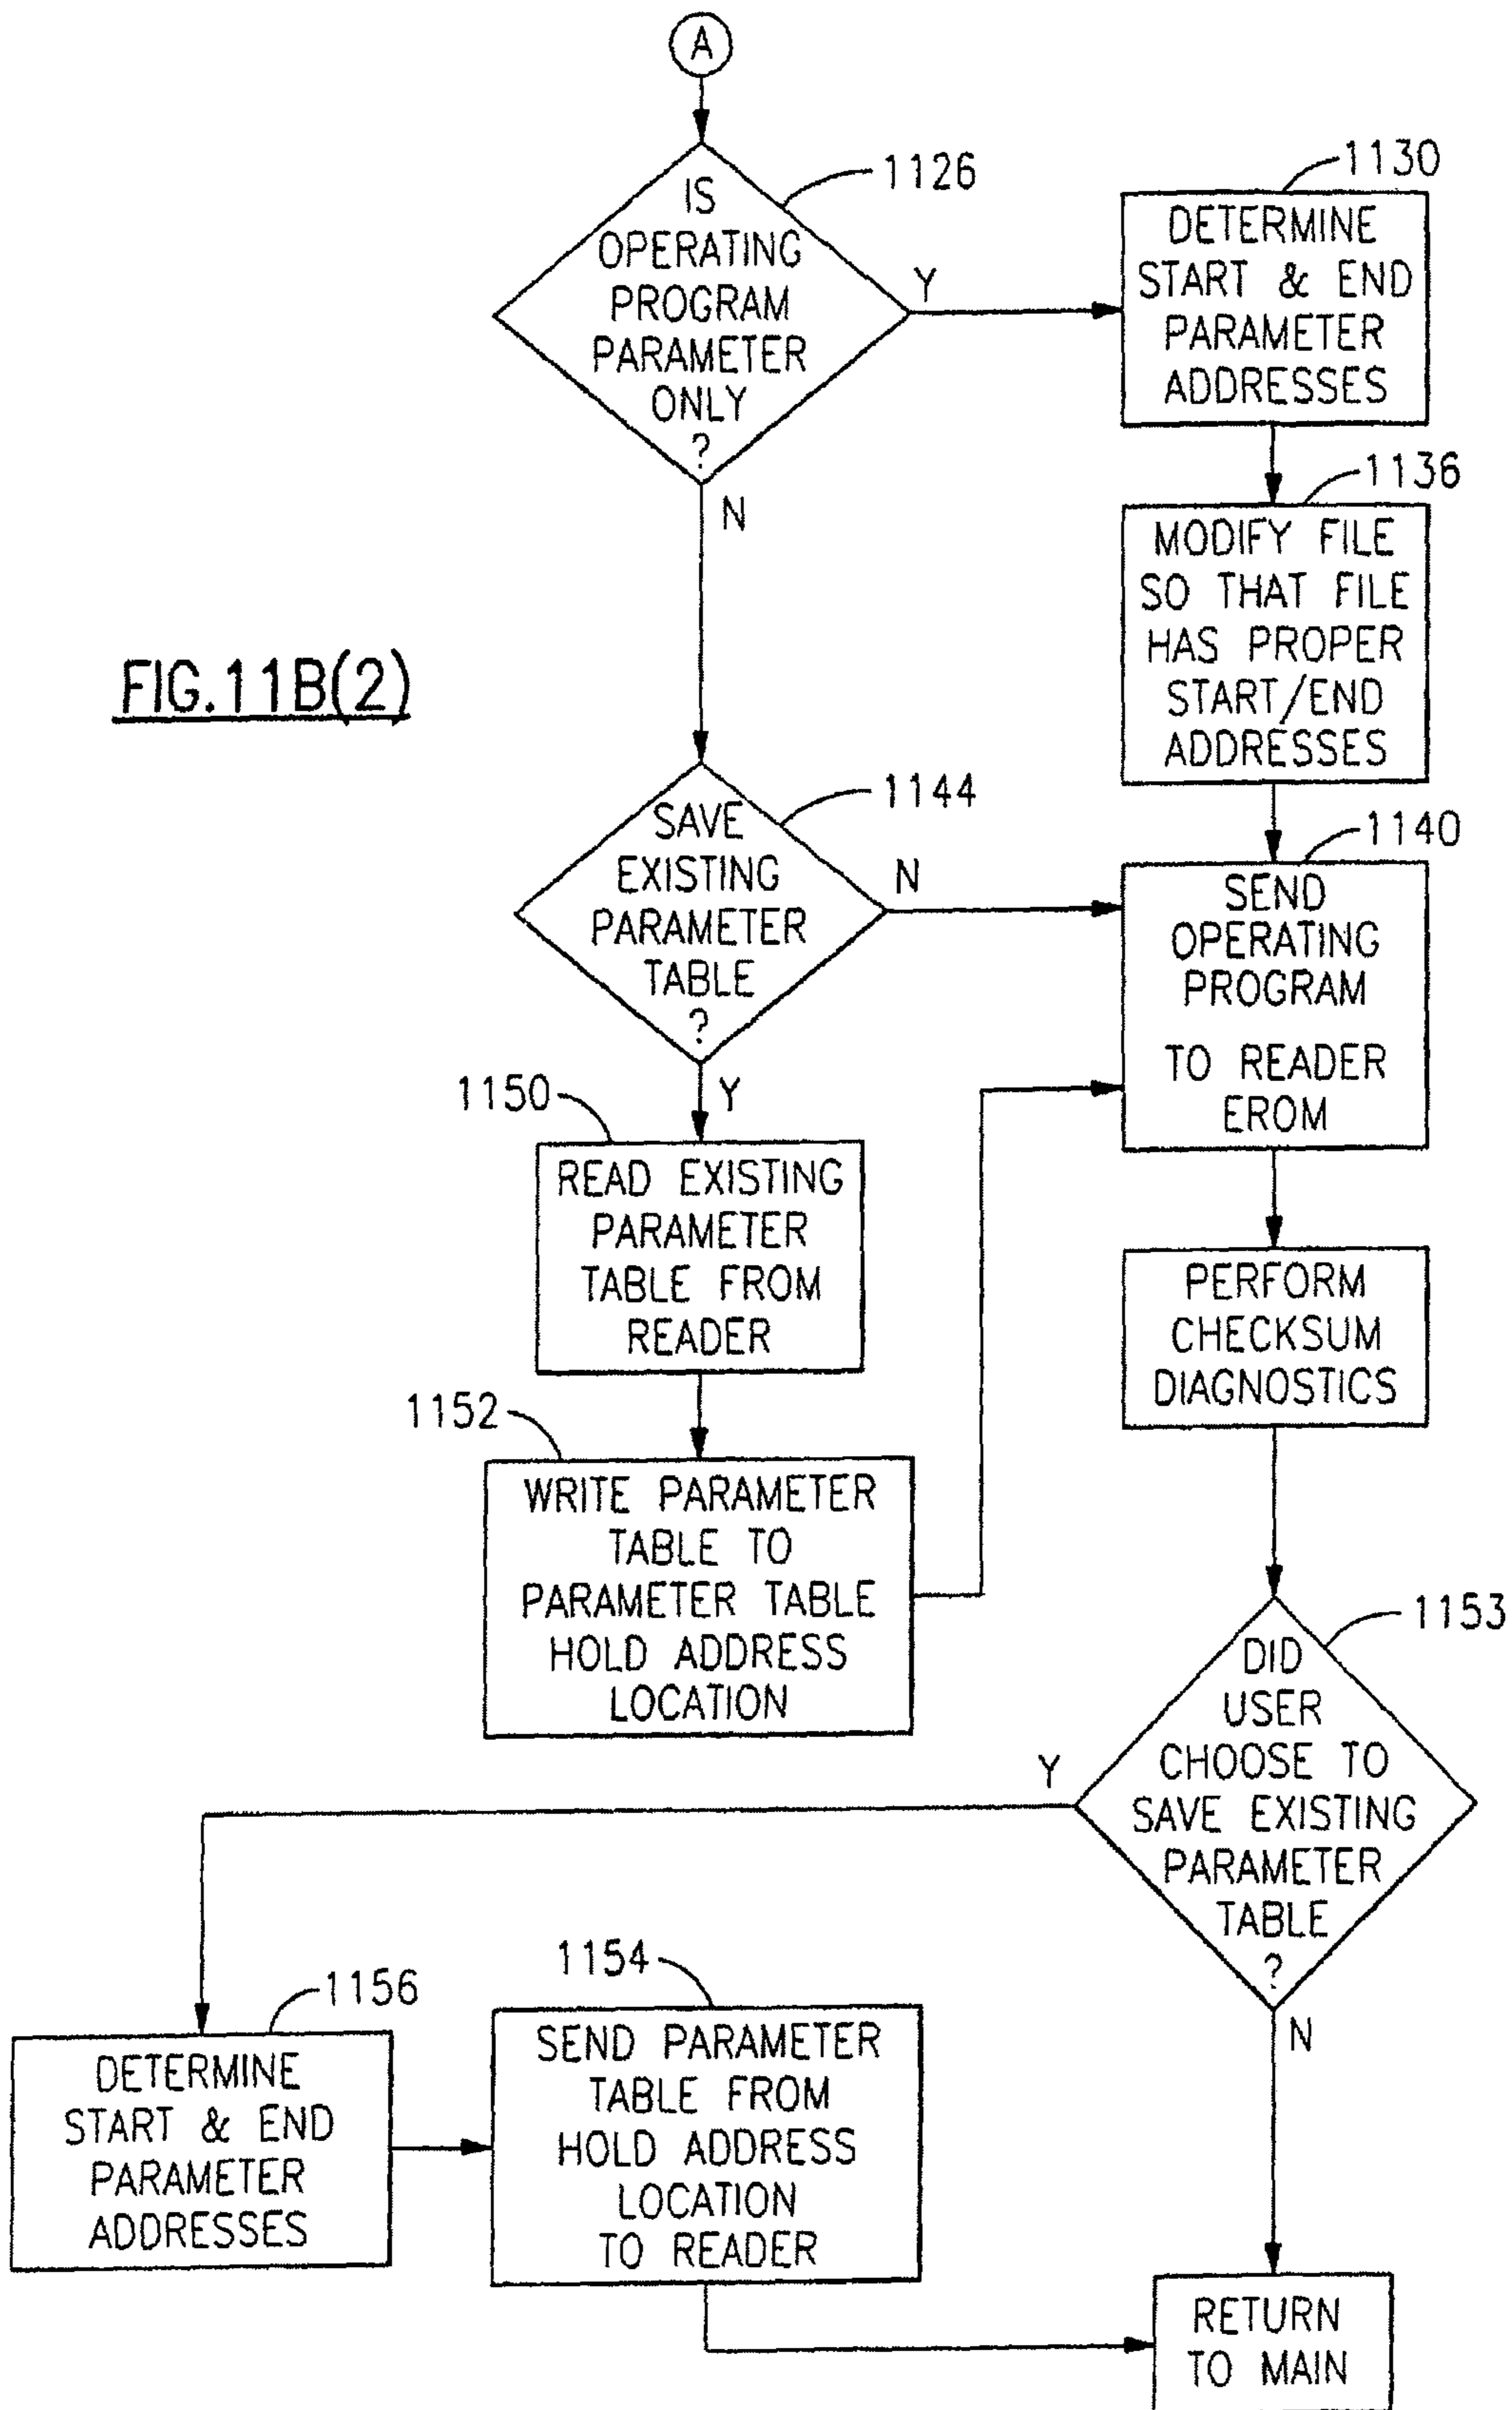 A
1126
IS
OPERATING
PROGRAM
PARAMETER
ONLY
?
Y
N
1130
DETERMINE
START & END
PARAMETER
ADDRESSES
1136
MODIFY FILE
SO THAT FILE
HAS PROPER
START/END
ADDRESSES
FIG.11B(2)
1144
SAVE
EXISTING
PARAMETER
TABLE
?
N
Y
1140
SEND
OPERATING
PROGRAM
TO READER
EROM
1150
READ EXISTING
PARAMETER
TABLE FROM
READER
PERFORM
CHECKSUM
DIAGNOSTICS
1152
WRITE PARAMETER
TABLE TO
PARAMETER TABLE
HOLD ADDRESS
LOCATION
1153
DID
USER
CHOOSE TO
SAVE EXISTING
PARAMETER
TABLE
?
Y
N
1156
DETERMINE
START & END
PARAMETER
ADDRESSES
1154
SEND PARAMETER
TABLE FROM
HOLD ADDRESS
LOCATION
TO READER
RETURN
TO MAIN